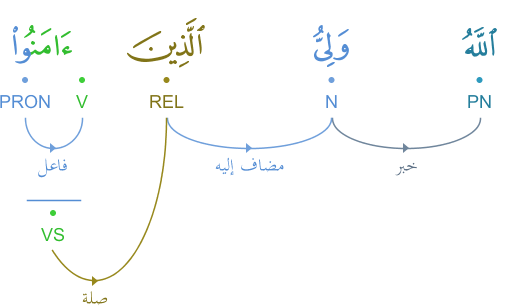 ٱللَّهُ وَلِىُّ ٱلَّذِينَ ءَامَنُوا۟
PN N REL V PRON
خبر مضاف إليه فاعل
VS
صلة